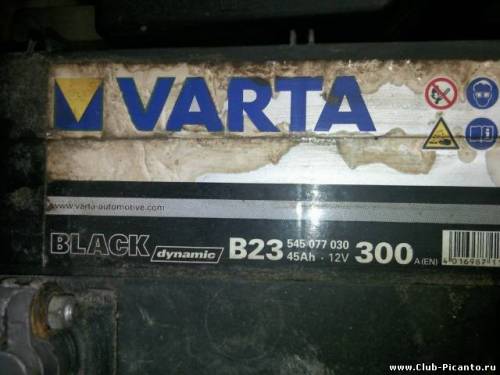 VARTA
www.varta-automotive.com
BLACK dynamic B23 545 077 030 300 A (EN)
45Ah · 12V
www.Club-Picanto.ru